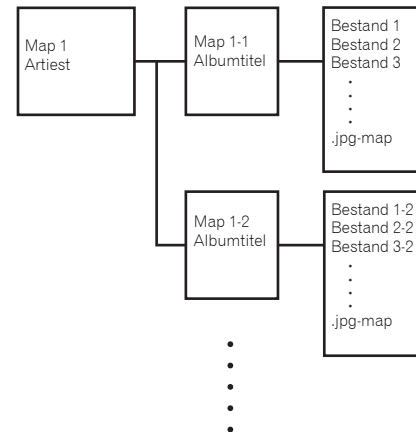 Map 1
Artiest
Map 1-1
Albumtitel
Bestand 1
Bestand 2
Bestand 3
.jpg-map
Map 1-2
Albumtitel
Bestand 1-2
Bestand 2-2
Bestand 3-2
.jpg-map